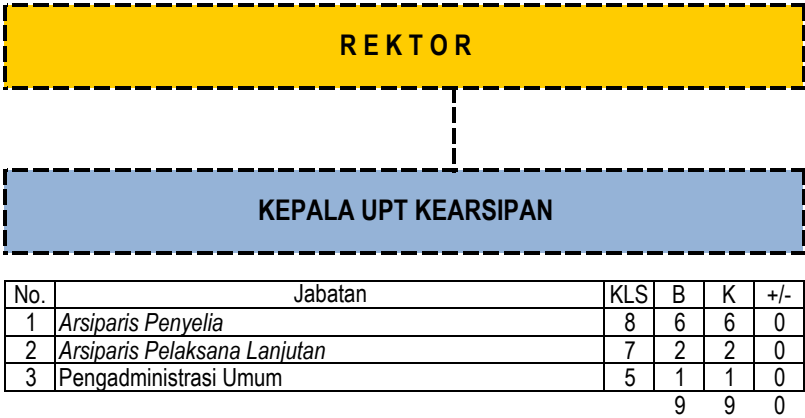 R E K T O R
KEPALA UPT KEARSIPAN
No. Jabatan KLS B K +/-
1 Arsiparis Penyelia 8 6 6 0
2 Arsiparis Pelaksana Lanjutan 7 2 2 0
3 Pengadministrasi Umum 5 1 1 0
9 9 0